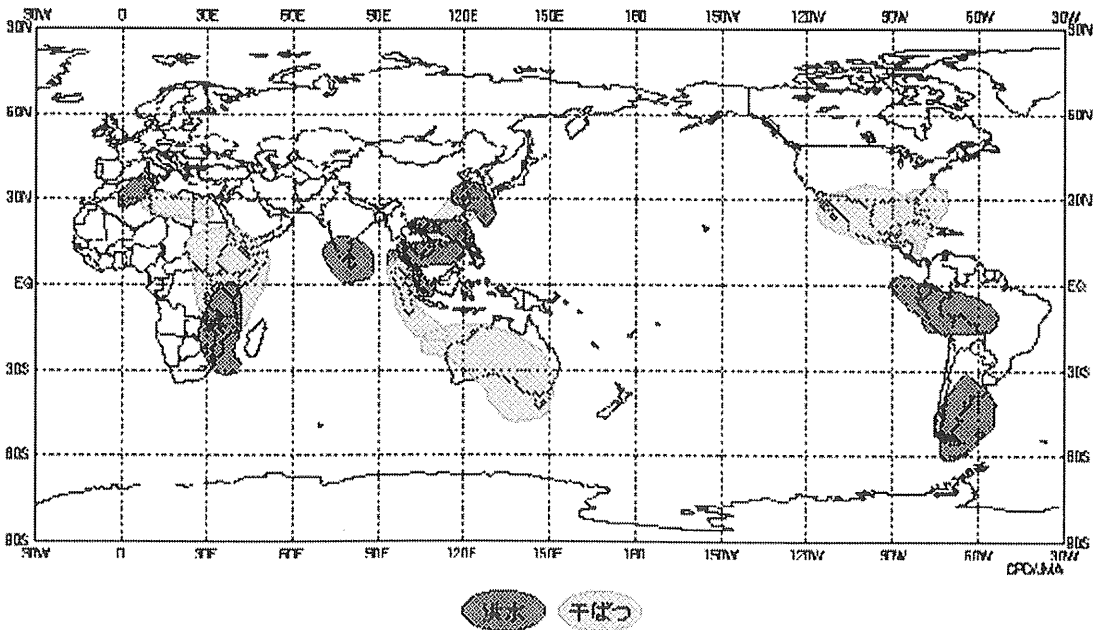 30W 0 30E 60E 90E 120E 150E 180 150W 120W 90W 60W 30W
90N 90N
60N 60N
30N 30N
EQ EQ
30S 30S
60S 60S
90S 90S
30W 0 30E 60E 90E 120E 150E 180 150W 120W 90W 60W 30W
CPD/JMA
洪水 干ばつ